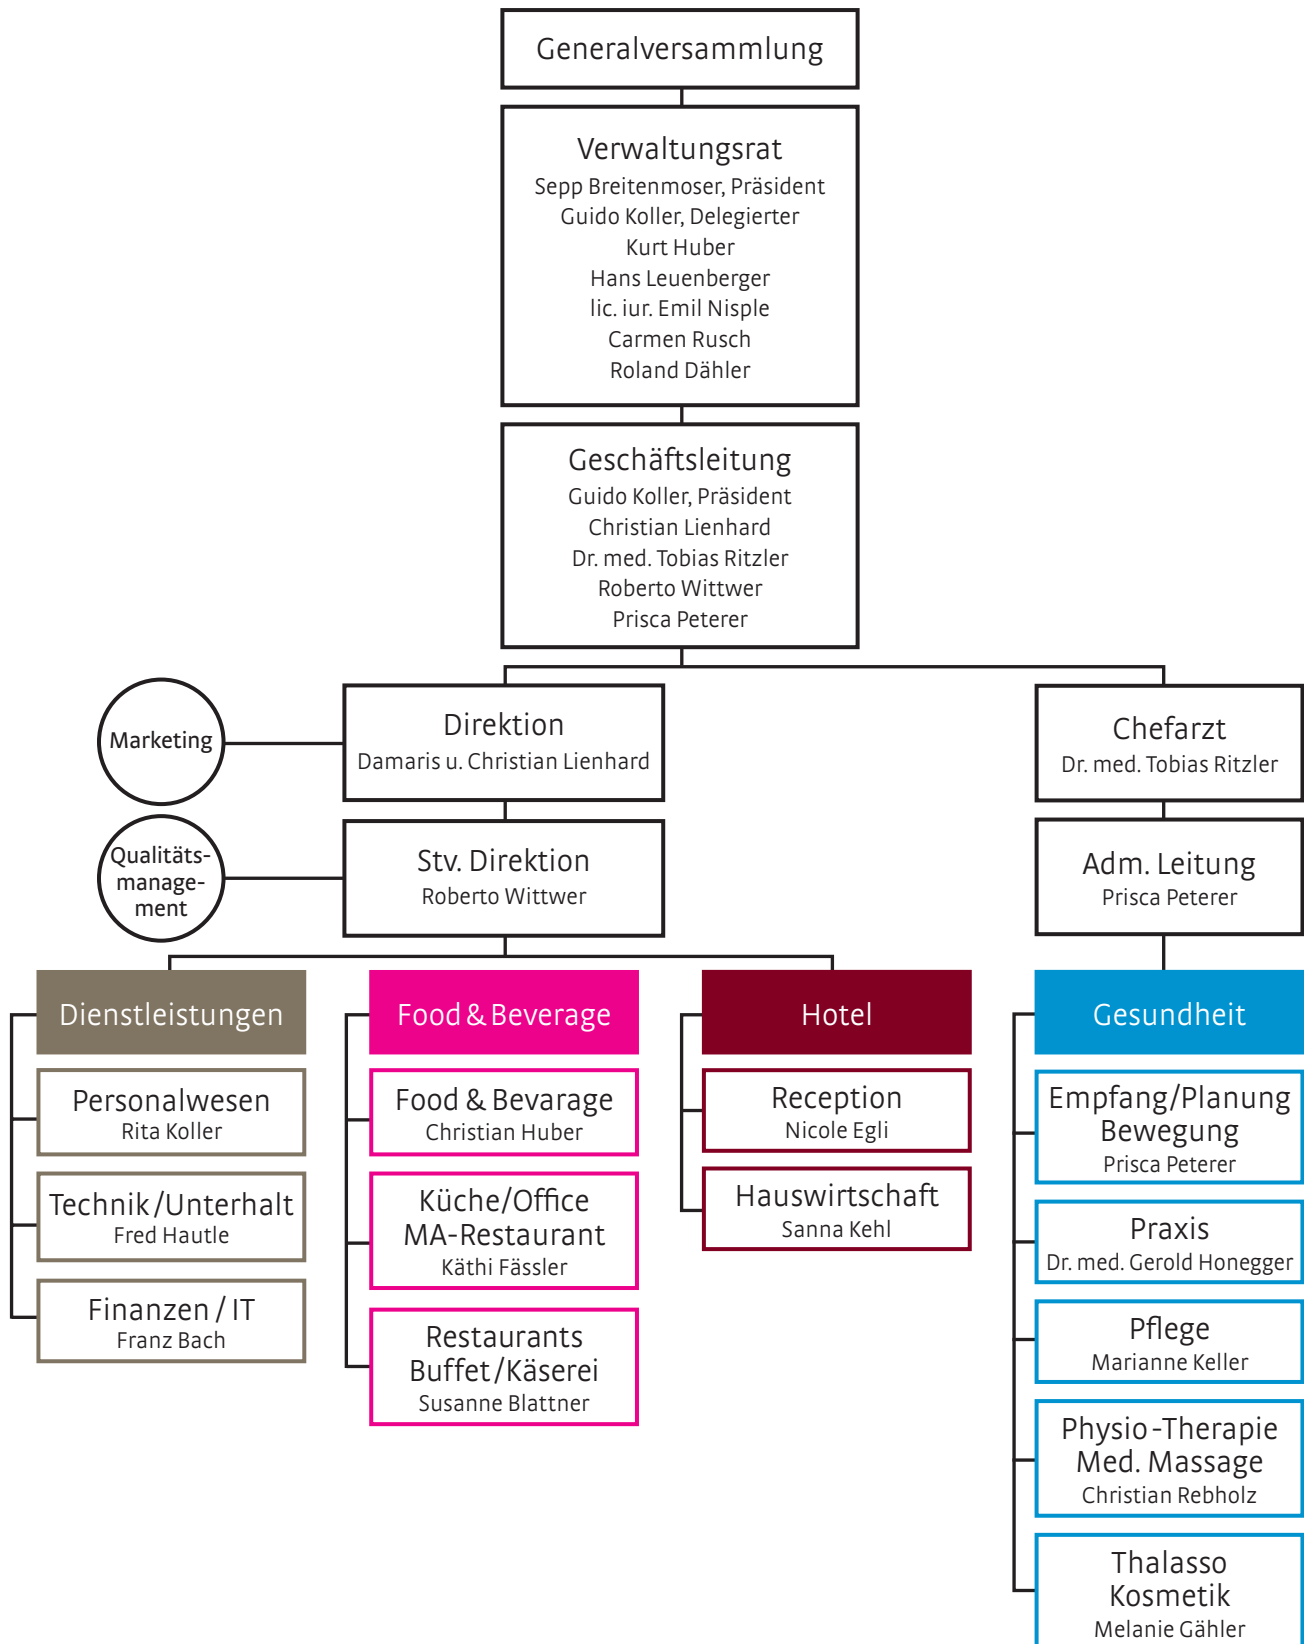 Generalversammlung
Verwaltungsrat
Sepp Breitenmoser, Präsident
Guido Koller, Delegierter
Kurt Huber
Hans Leuenberger
lic. iur. Emil Nisple
Carmen Rusch
Roland Dähler
Geschäftsleitung
Guido Koller, Präsident
Christian Lienhard
Dr. med. Tobias Ritzler
Roberto Wittwer
Prisca Peterer
Marketing
Direktion
Damaris u. Christian Lienhard
Chefarzt
Dr. med. Tobias Ritzler
Qualitäts-
manage-
ment
Stv. Direktion
Roberto Wittwer
Adm. Leitung
Prisca Peterer
Dienstleistungen
Personalwesen
Rita Koller
Technik/Unterhalt
Fred Hautle
Finanzen / IT
Franz Bach
Food & Beverage
Food & Bevarage
Christian Huber
Küche/Office
MA-Restaurant
Käthi Fässler
Restaurants
Buffet/Käserei
Susanne Blattner
Hotel
Reception
Nicole Egli
Hauswirtschaft
Sanna Kehl
Gesundheit
Empfang/Planung
Bewegung
Prisca Peterer
Praxis
Dr. med. Gerold Honegger
Pflege
Marianne Keller
Physio-Therapie
Med. Massage
Christian Rebholz
Thalasso
Kosmetik
Melanie Gähler